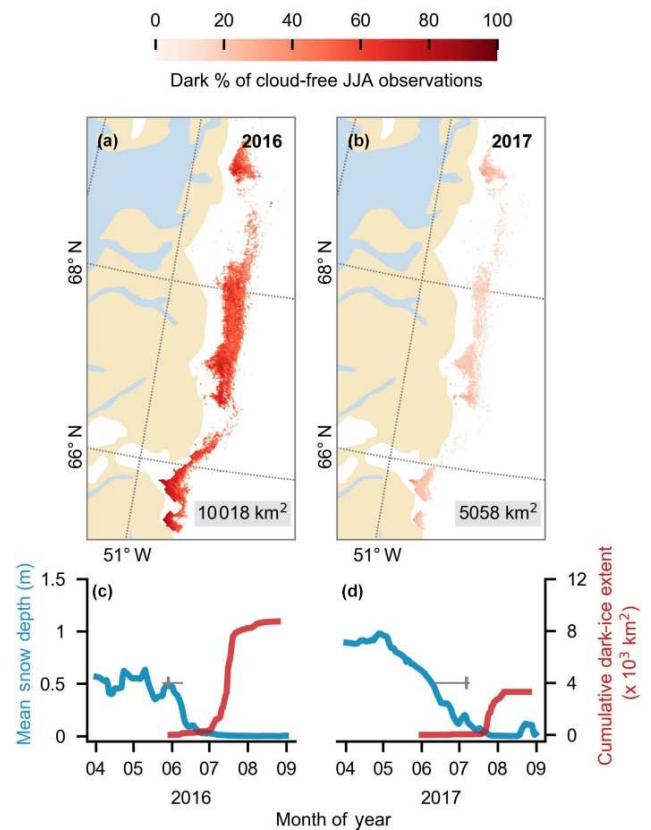 0 20 40 60 80 100
Dark % of cloud-free JJA observations
(a) 2016
(b) 2017
68° N
66° N
10018 km²
5058 km²
51° W
51° W
(c)
(d)
Mean snow depth (m)
1.5
1
0.5
0
12
8
4
0
Cumulative dark-ice extent
(x 10³ km²)
04 05 06 07 08 09
04 05 06 07 08 09
2016
2017
Month of year